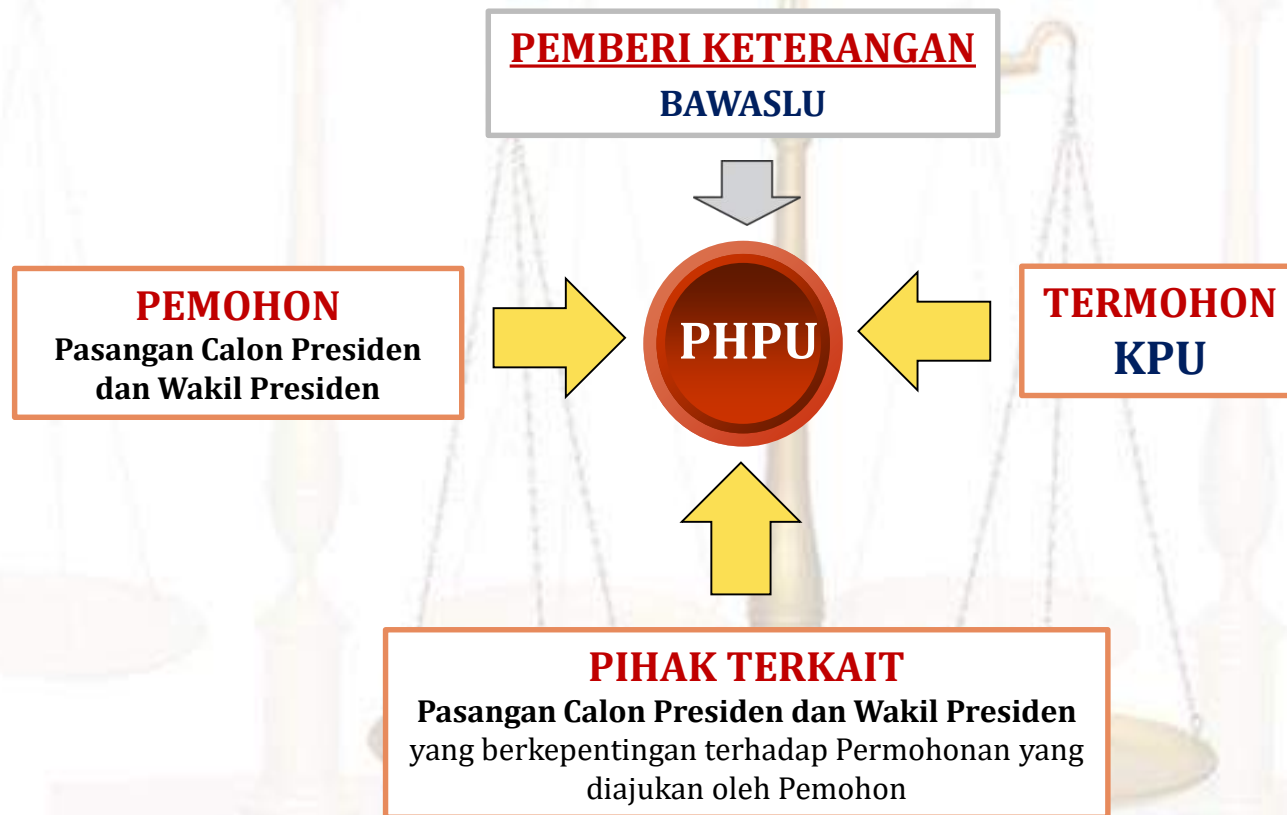 PEMBERI KETERANGAN
BAWASLU
PEMOHON
Pasangan Calon Presiden
dan Wakil Presiden
PHPU
TERMOHON
KPU
PIHAK TERKAIT
Pasangan Calon Presiden dan Wakil Presiden
yang berkepentingan terhadap Permohonan yang
diajukan oleh Pemohon